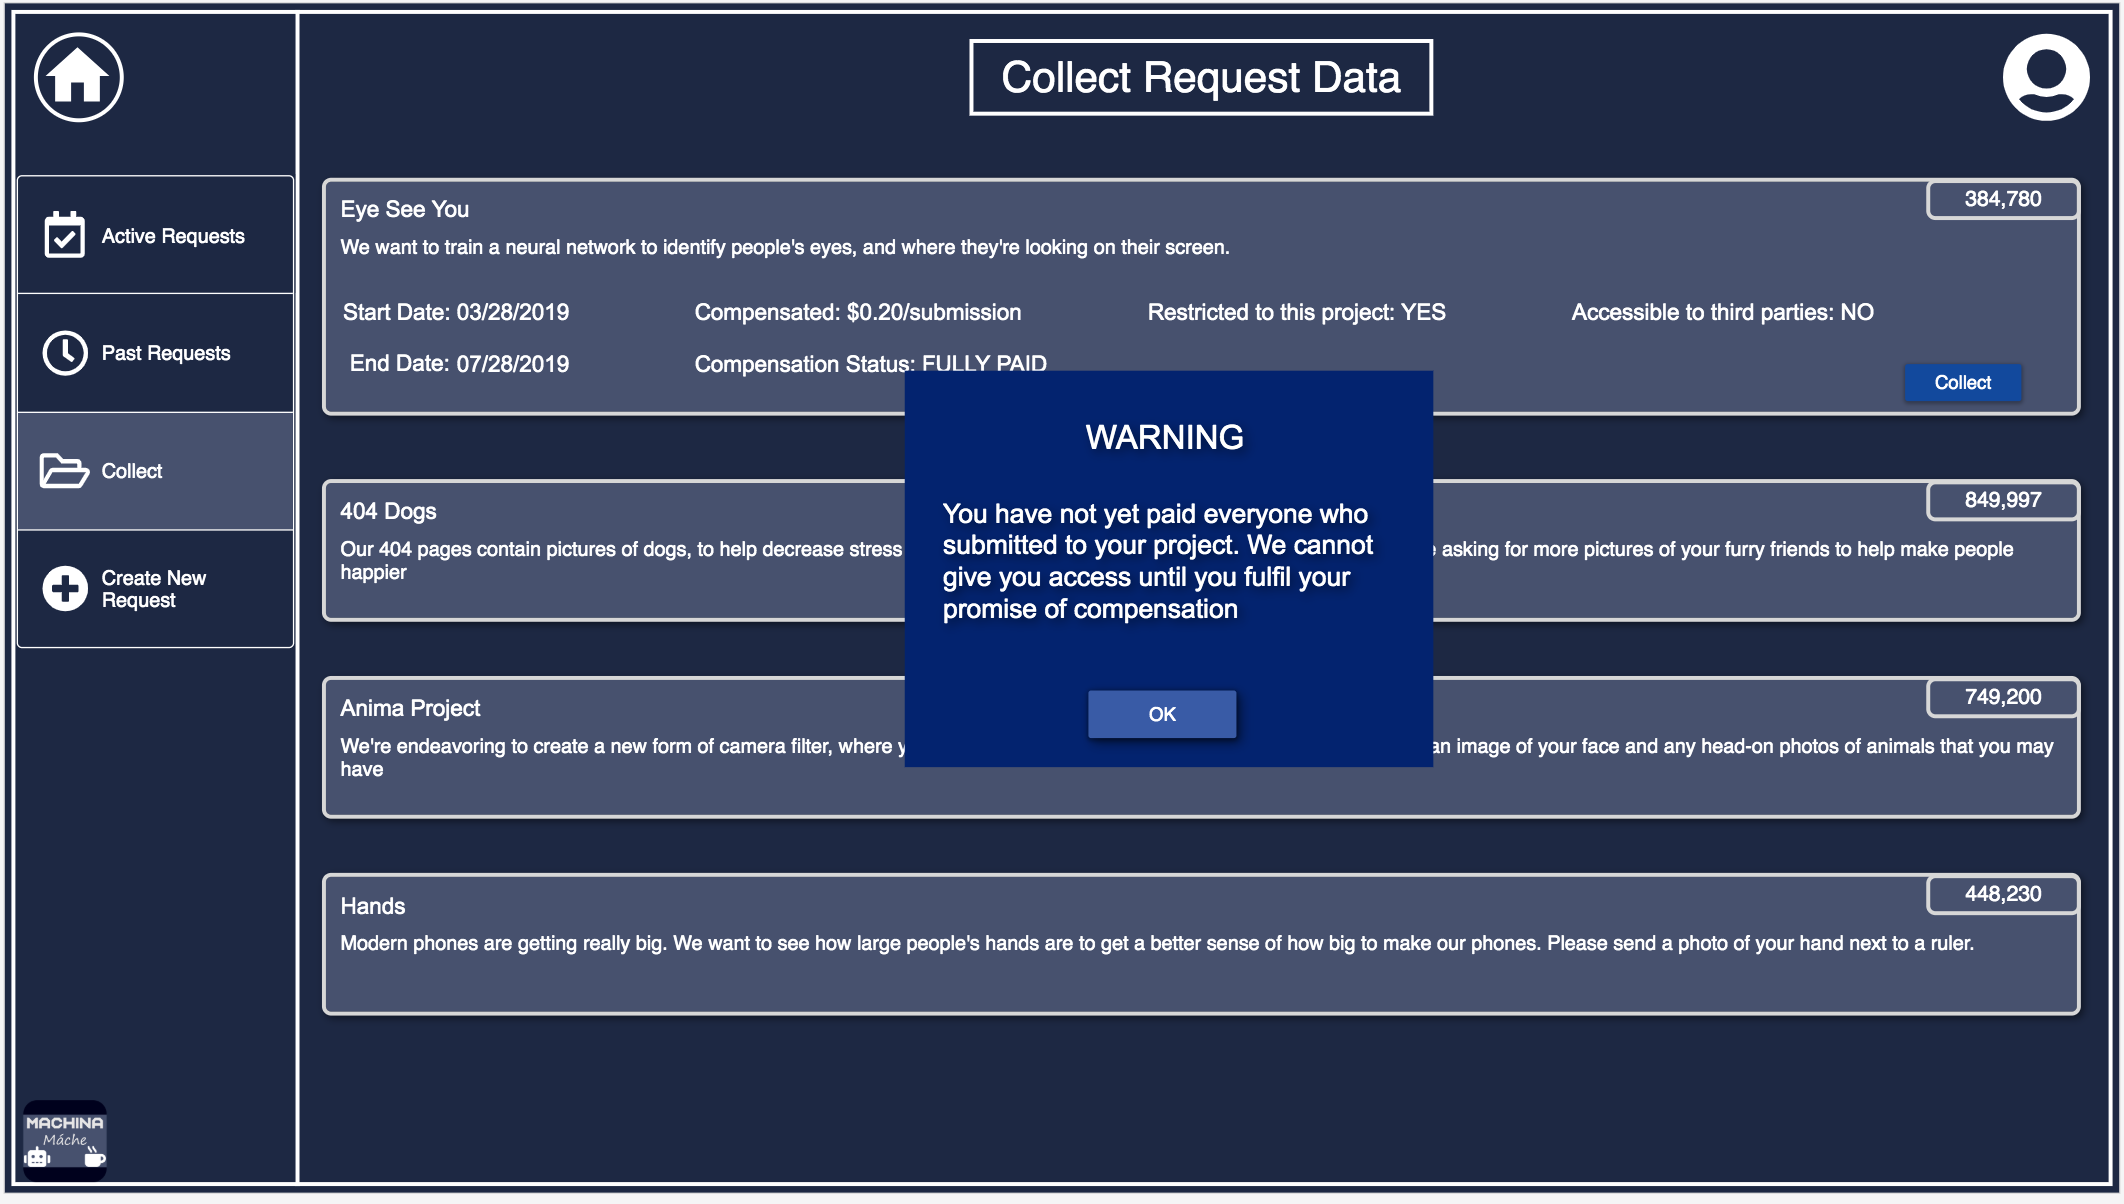 Collect Request Data
Active Requests
Past Requests
Collect
Create New
Request
Eye See You
384,780
We want to train a neural network to identify people's eyes, and where they're looking on their screen.
Start Date: 03/28/2019
Compensated: $0.20/submission
Restricted to this project: YES
Accessible to third parties: NO
End Date: 07/28/2019
Compensation Status: FULLY PAID
Collect
WARNING
You have not yet paid everyone who
submitted to your project. We cannot
give you access until you fulfil your
promise of compensation
OK
404 Dogs
849,997
Our 404 pages contain pictures of dogs, to help decrease stress
asking for more pictures of your furry friends to help make people
happier
Anima Project
749,200
We're endeavoring to create a new form of camera filter, where
an image of your face and any head-on photos of animals that you may
have
Hands
448,230
Modern phones are getting really big. We want to see how large people's hands are to get a better sense of how big to make our phones. Please send a photo of your hand next to a ruler.
MACHINA
Máche